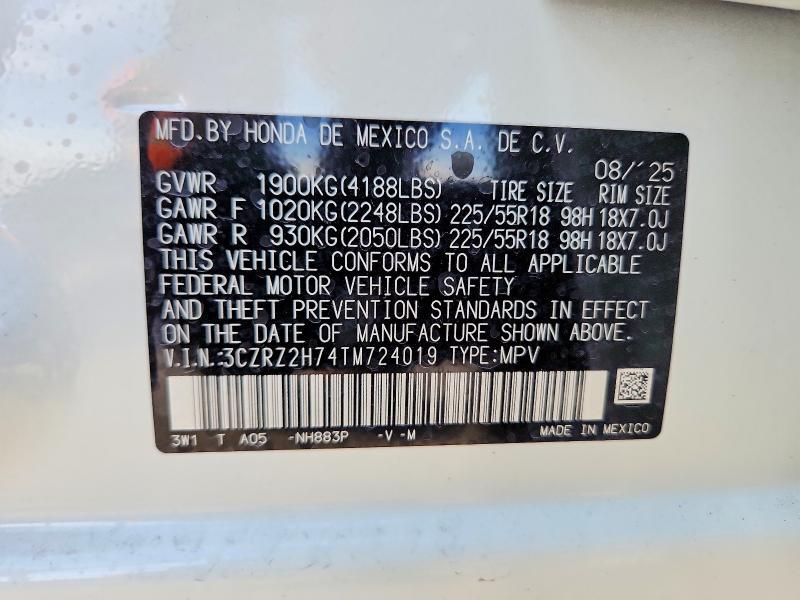 MFD. BY HONDA DE MEXICO S.A. DE C.V.
08/'25
GVWR 1900KG(4188LBS) TIRE SIZE RIM SIZE
GAWR F 1020KG(2248LBS) 225/55R18 98H 18X7.0J
GAWR R 930KG(2050LBS) 225/55R18 98H 18X7.0J
THIS VEHICLE CONFORMS TO ALL APPLICABLE
FEDERAL MOTOR VEHICLE SAFETY
AND THEFT PREVENTION STANDARDS IN EFFECT
ON THE DATE OF MANUFACTURE SHOWN ABOVE.
V.I.N.:3CZRZ2H74TM724019 TYPE:MPV
3W1 T A05 -NH883P -V -M MADE IN MEXICO